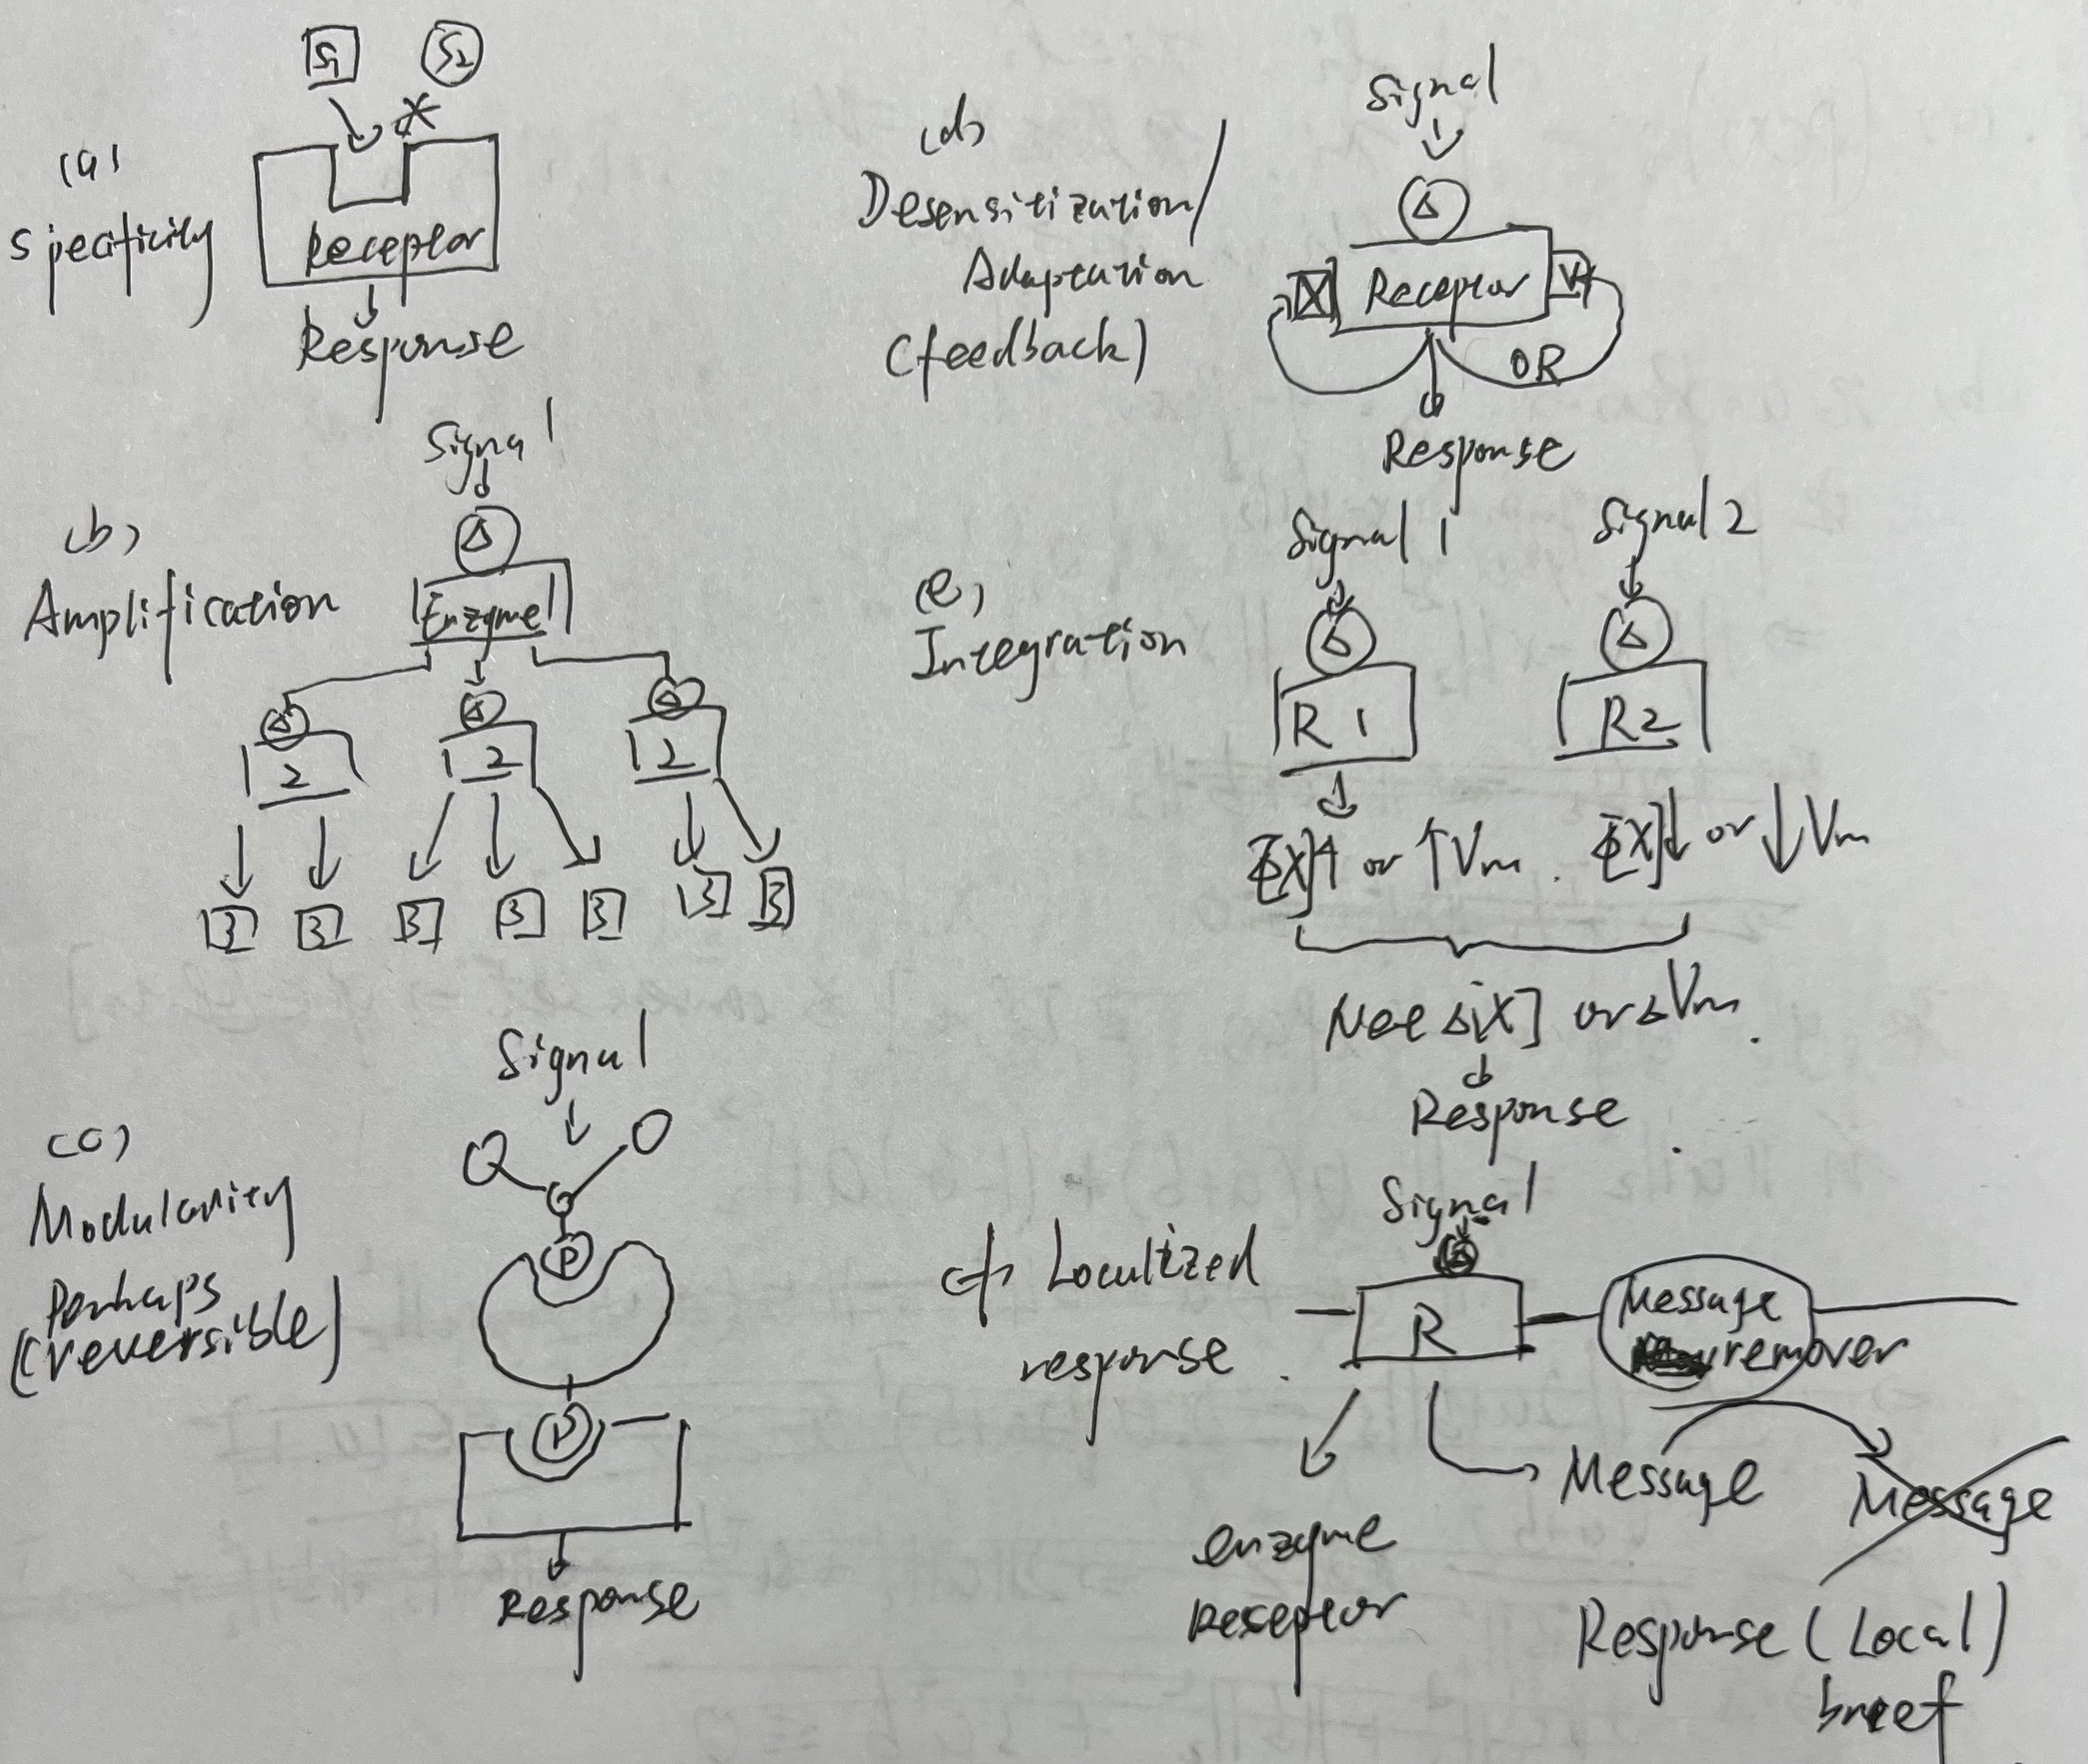 S1 S2
(a)
Specificity
Receptor
Response
Signal
(b)
Amplification
Enzyme
2 2 2
3 3 3 3 3 3 3
Signal
(c)
Modularity
Perhaps
(reversible)
P
P
Response
(d)
Desensitization/
Adaptation
(feedback)
Signal
X Receptor
OR
Response
(e)
Integration
Signal 1 Signal 2
R1 R2
[X]↑ or ↑Vm. [X]↓ or ↓Vm
Net Δ[X] or ΔVm.
Response
(f) Localized
response.
Signal
R
Message
remover
Message
Message
enzyme
Receptor
Response (Local)
brief